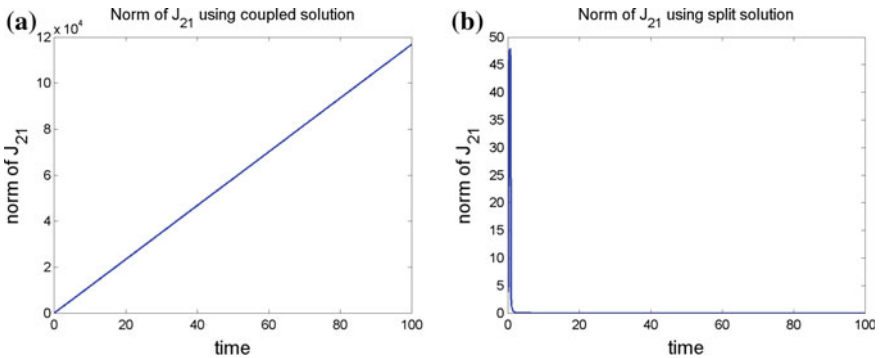 (a)
Norm of J21 using coupled solution
x 10^4
12
10
8
6
4
2
0
norm of J21
0 20 40 60 80 100
time
(b)
Norm of J21 using split solution
50
45
40
35
30
25
20
15
10
5
0
norm of J21
0 20 40 60 80 100
time